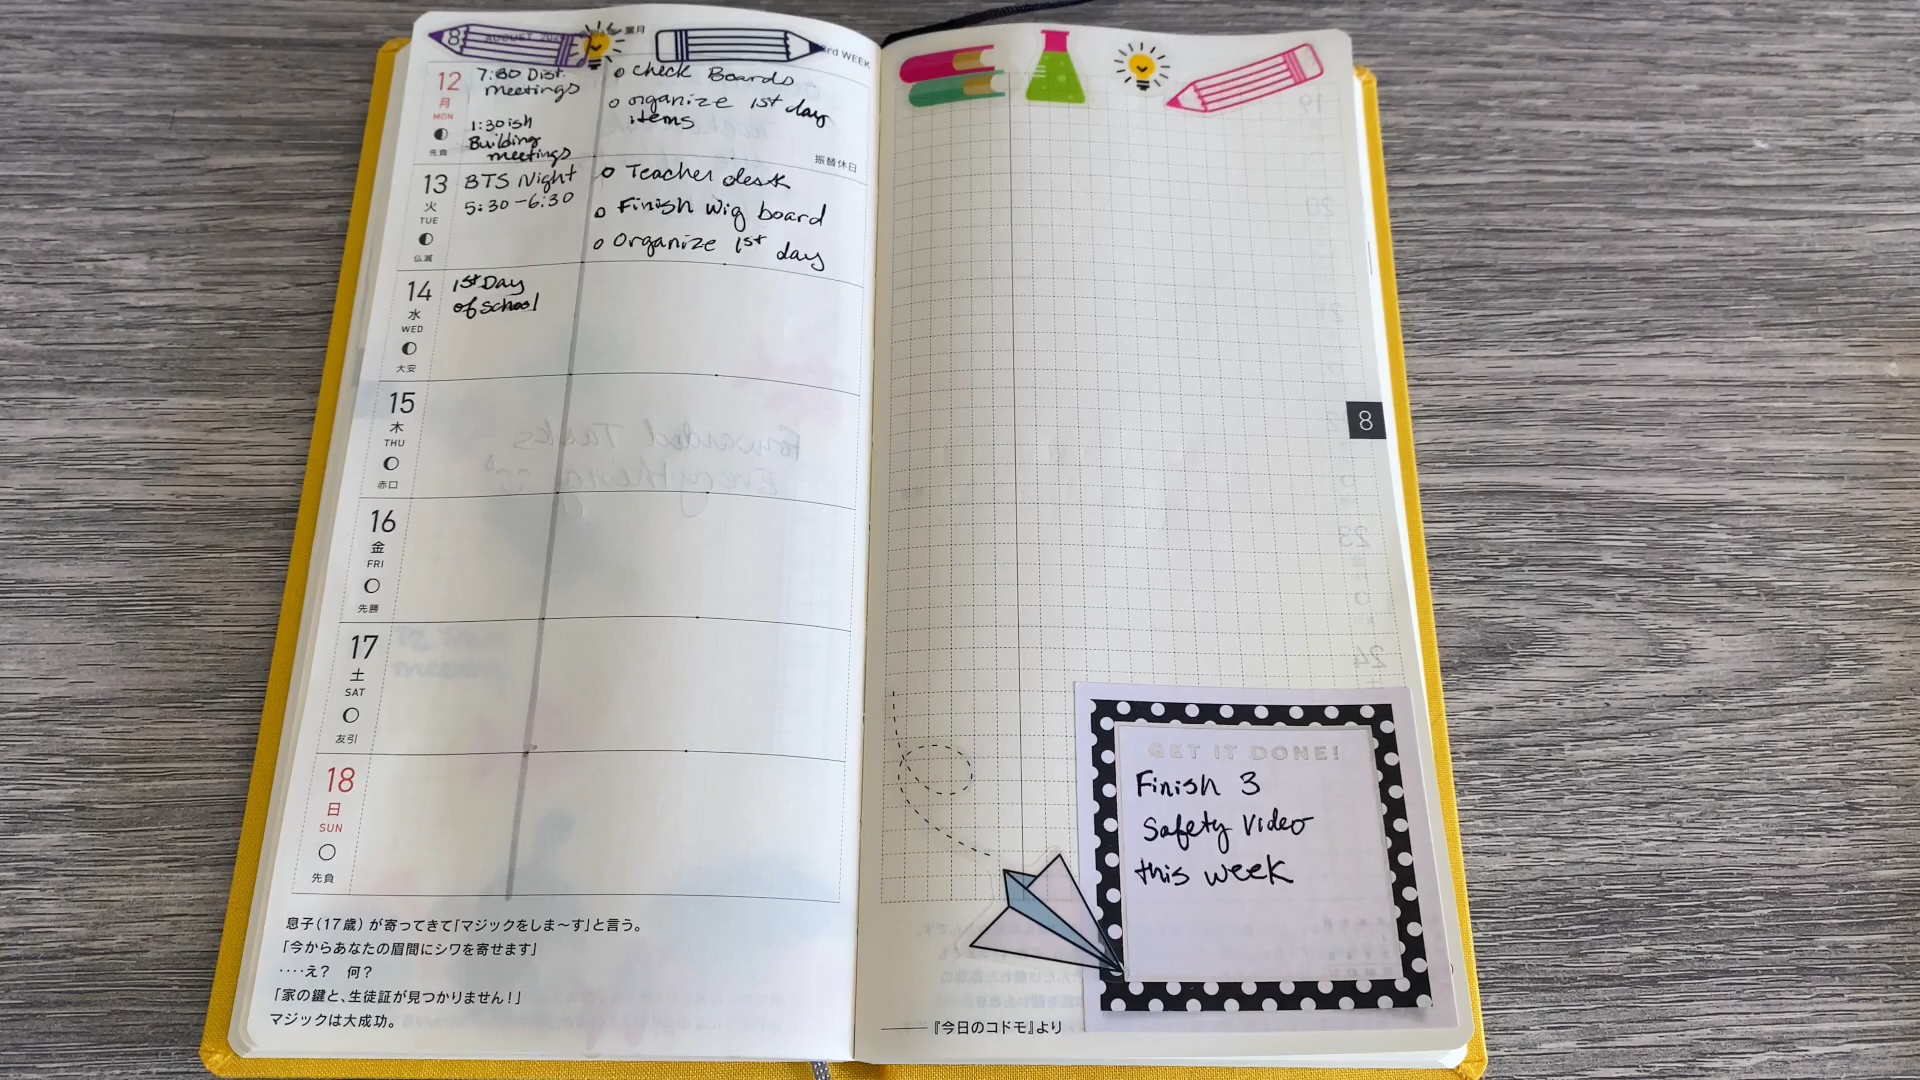 8
葉月
3rd WEEK
12
月
MON
先負
7:30 Dist.
meetings
1:30ish
Building
meetings
o check Boards
o organize 1st day
items
振替休日
13
火
TUE
仏滅
BTS Night
5:30-6:30
o Teacher desk
o Finish Wig board
o Organize 1st day
14
水
WED
大安
1st Day
of School
15
木
THU
赤口
16
金
FRI
先勝
17
土
SAT
友引
18
日
SUN
先負
息子(17歳)が寄ってきて「マジックをしま〜す」と言う。
「今からあなたの眉間にシワを寄せます」
‥‥え? 何?
「家の鍵と、生徒証が見つかりません!」
マジックは大成功。
8
GET IT DONE!
Finish 3
Safety Video
this week
『今日のコドモ』より